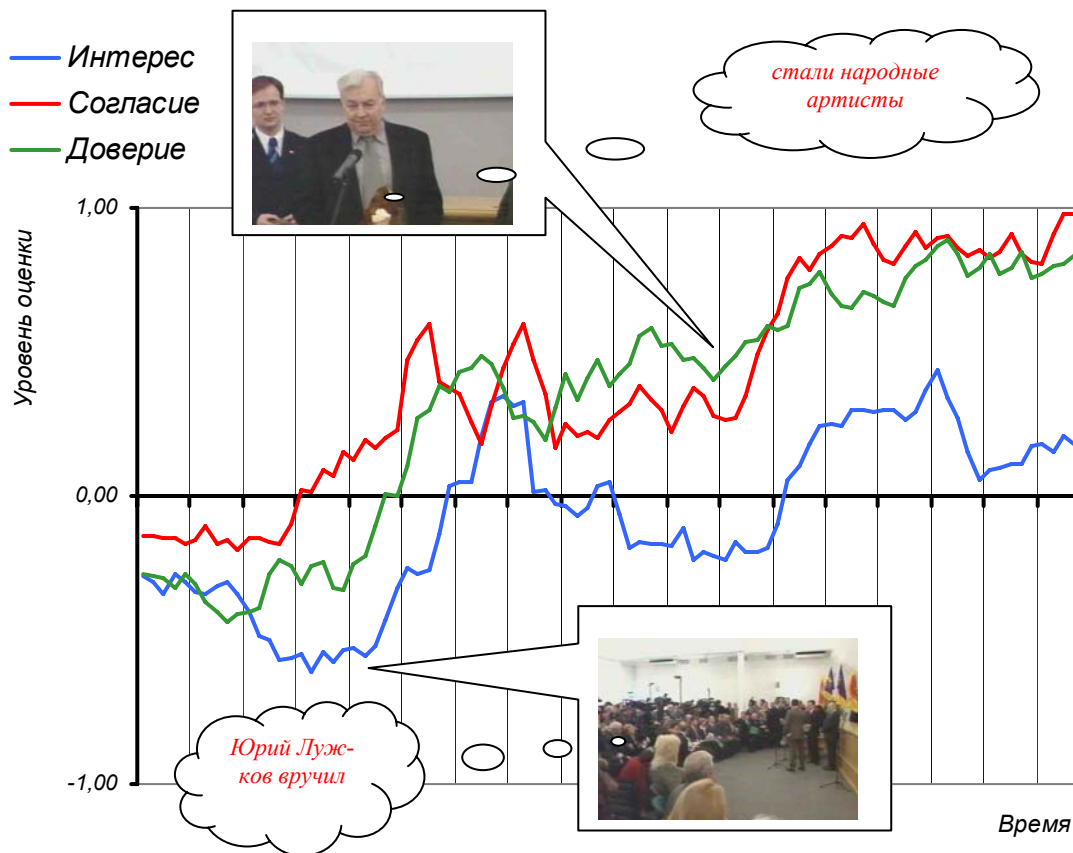 Интерес
Согласие
Доверие
стали народные
артисты
1,00
Уровень оценки
0,00
Юрий Луж-
ков вручил
-1,00
Время